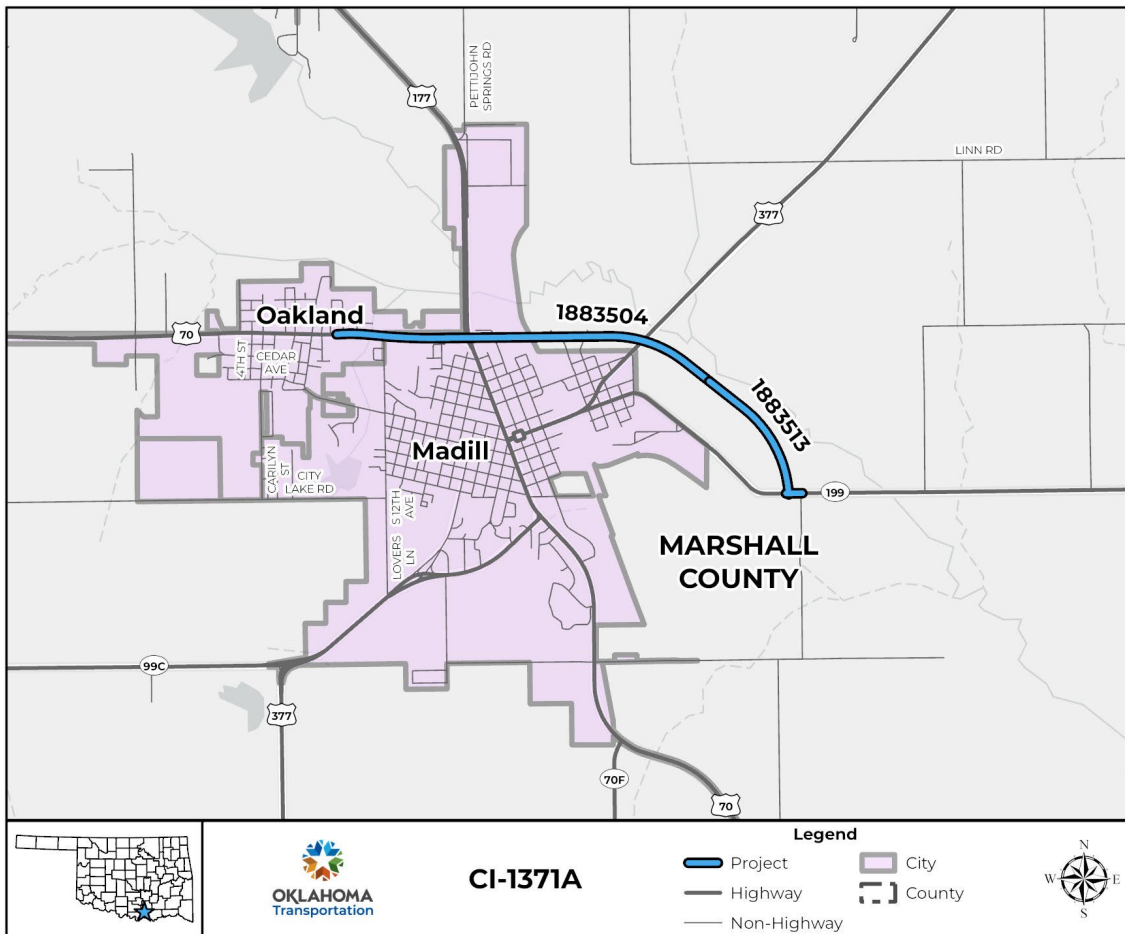 PETTIJOHN
SPRINGS RD
177
LINN RD
377
1883504
Oakland
70
4TH ST
CEDAR
AVE
1883513
Madill
CARILYN
ST
CITY
LAKE RD
S 12TH
AVE
199
LOVERS
LN
MARSHALL
COUNTY
99C
377
70F
70
OKLAHOMA
Transportation
CI-1371A
Legend
Project
City
Highway
County
Non-Highway
N
W
E
S